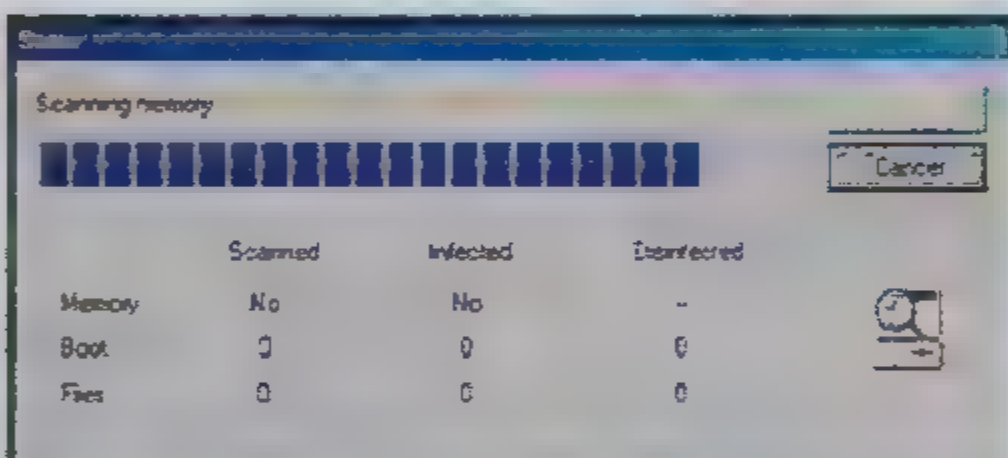 Scanning memory
Cancel
Scanned Infected Disinfected
Memory No No -
Boot 0 0 0
Files 0 0 0